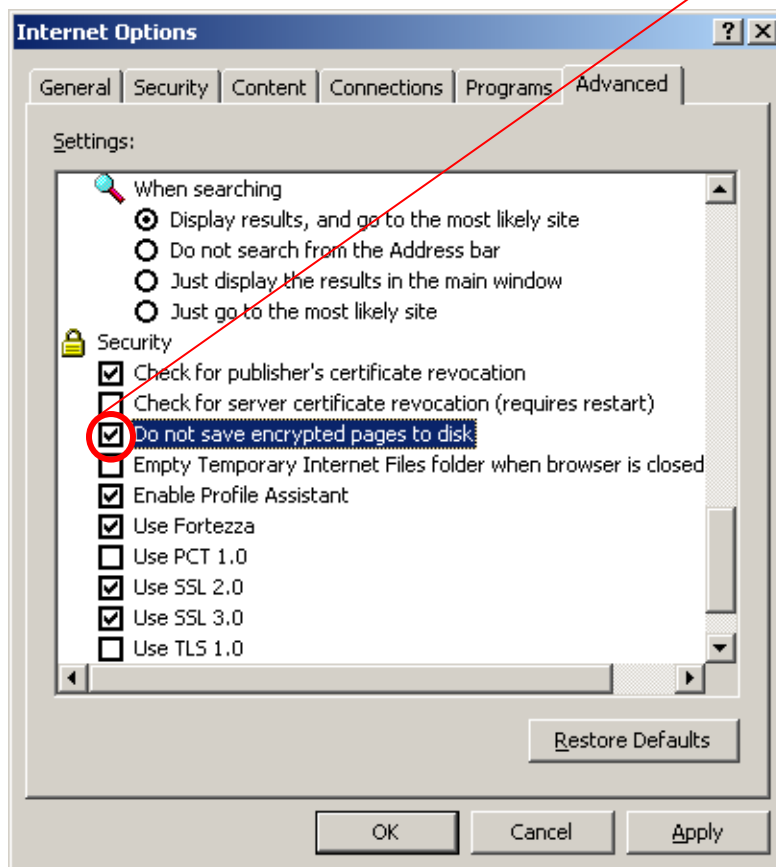 Internet Options
General Security Content Connections Programs Advanced
Settings:
When searching
Display results, and go to the most likely site
Do not search from the Address bar
Just display the results in the main window
Just go to the most likely site
Security
Check for publisher's certificate revocation
Check for server certificate revocation (requires restart)
Do not save encrypted pages to disk
Empty Temporary Internet Files folder when browser is closed
Enable Profile Assistant
Use Fortezza
Use PCT 1.0
Use SSL 2.0
Use SSL 3.0
Use TLS 1.0
Restore Defaults
OK Cancel Apply